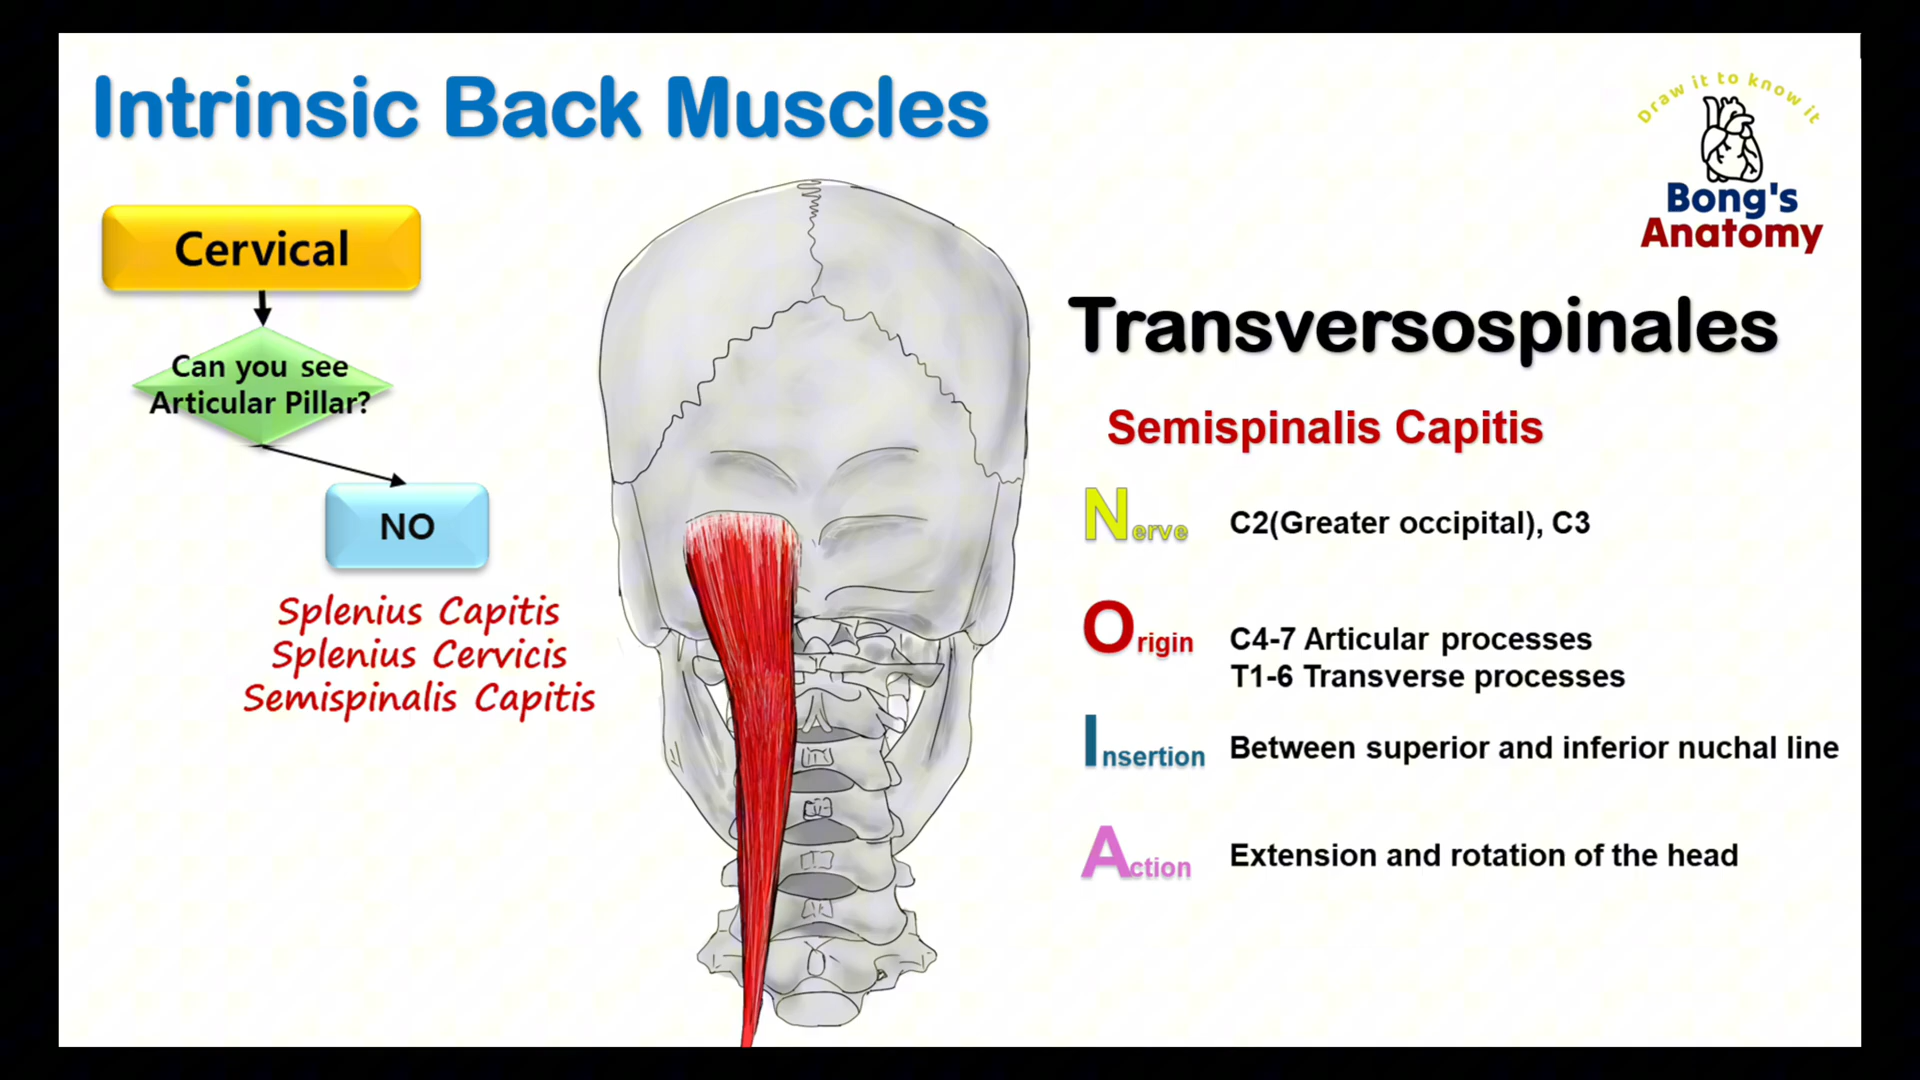 Intrinsic Back Muscles
Draw it to know it
Bong's
Anatomy
Cervical
Can you see
Articular Pillar?
NO
Splenius Capitis
Splenius Cervicis
Semispinalis Capitis
Transversospinales
Semispinalis Capitis
Nerve C2(Greater occipital), C3
Origin C4-7 Articular processes
T1-6 Transverse processes
Insertion Between superior and inferior nuchal line
Action Extension and rotation of the head